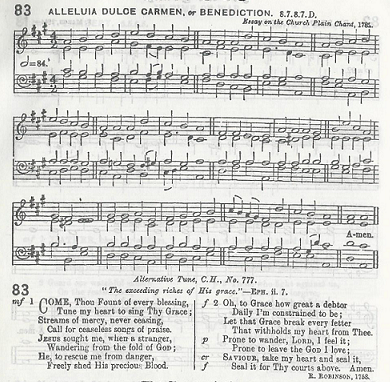 83 ALLELUIA DULCE CARMEN, or BENEDICTION. 8.7.8.7.D.
Essay on the Church Plain Chant, 1782.
=84.
A-men.
Alternative Tune, C.H., No. 777.
83 "The exceeding riches of His grace."—EPH. ii. 7.
mf 1 COME, Thou Fount of every blessing,
Tune my heart to sing Thy Grace;
Streams of mercy, never ceasing,
Call for ceaseless songs of praise.
JESUS sought me, when a stranger,
Wandering from the fold of GOD;
He, to rescue me from danger,
Freely shed His precious Blood.
f 2 Oh, to Grace how great a debtor
Daily I'm constrained to be;
Let that Grace break every fetter
That withholds my heart from Thee.
p Prone to wander, LORD, I feel it;
Prone to leave the GOD I love;
cr SAVIOUR, take my heart and seal it,
f Seal it for Thy courts above. Amen.
R. ROBINSON, 1758.